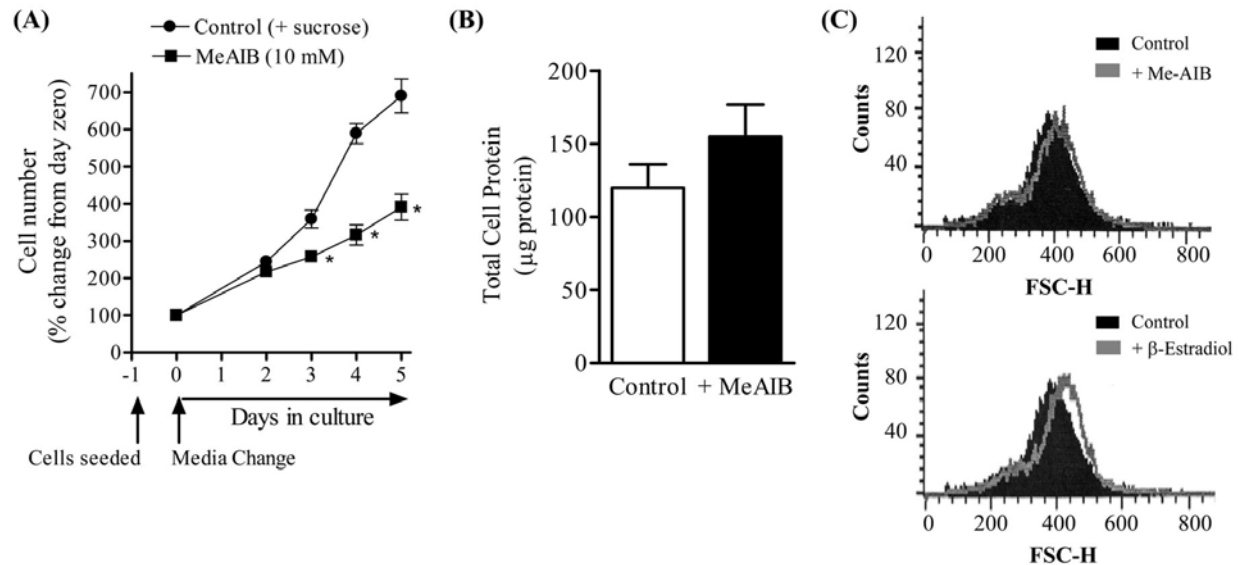 (A)
Control (+ sucrose)
MeAIB (10 mM)
Cell number
(% change from day zero)
700
600
500
400
300
200
100
0
-1 0 1 2 3 4 5
* * *
Days in culture
Cells seeded
Media Change
(B)
Total Cell Protein
(µg protein)
200
150
100
50
0
Control + MeAIB
(C)
Counts
120
80
40
Control
+ Me-AIB
0 200 400 600 800
FSC-H
Counts
120
80
40
Control
+ β-Estradiol
0 200 400 600 800
FSC-H